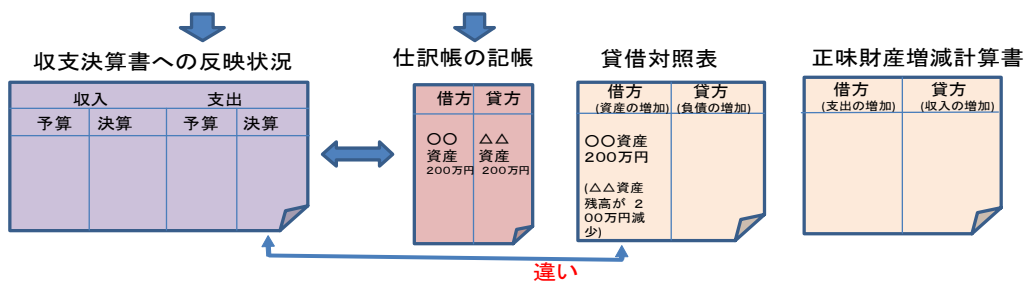 収支決算書への反映状況
収入 支出
予算 決算 予算 決算
仕訳帳の記帳
借方 貸方
〇〇 △△
資産 資産
200万円 200万円
貸借対照表
借方 貸方
(資産の増加) (負債の増加)
〇〇資産
200万円
(△△資産
残高が 2
00万円減
少)
正味財産増減計算書
借方 貸方
(支出の増加) (収入の増加)
違い